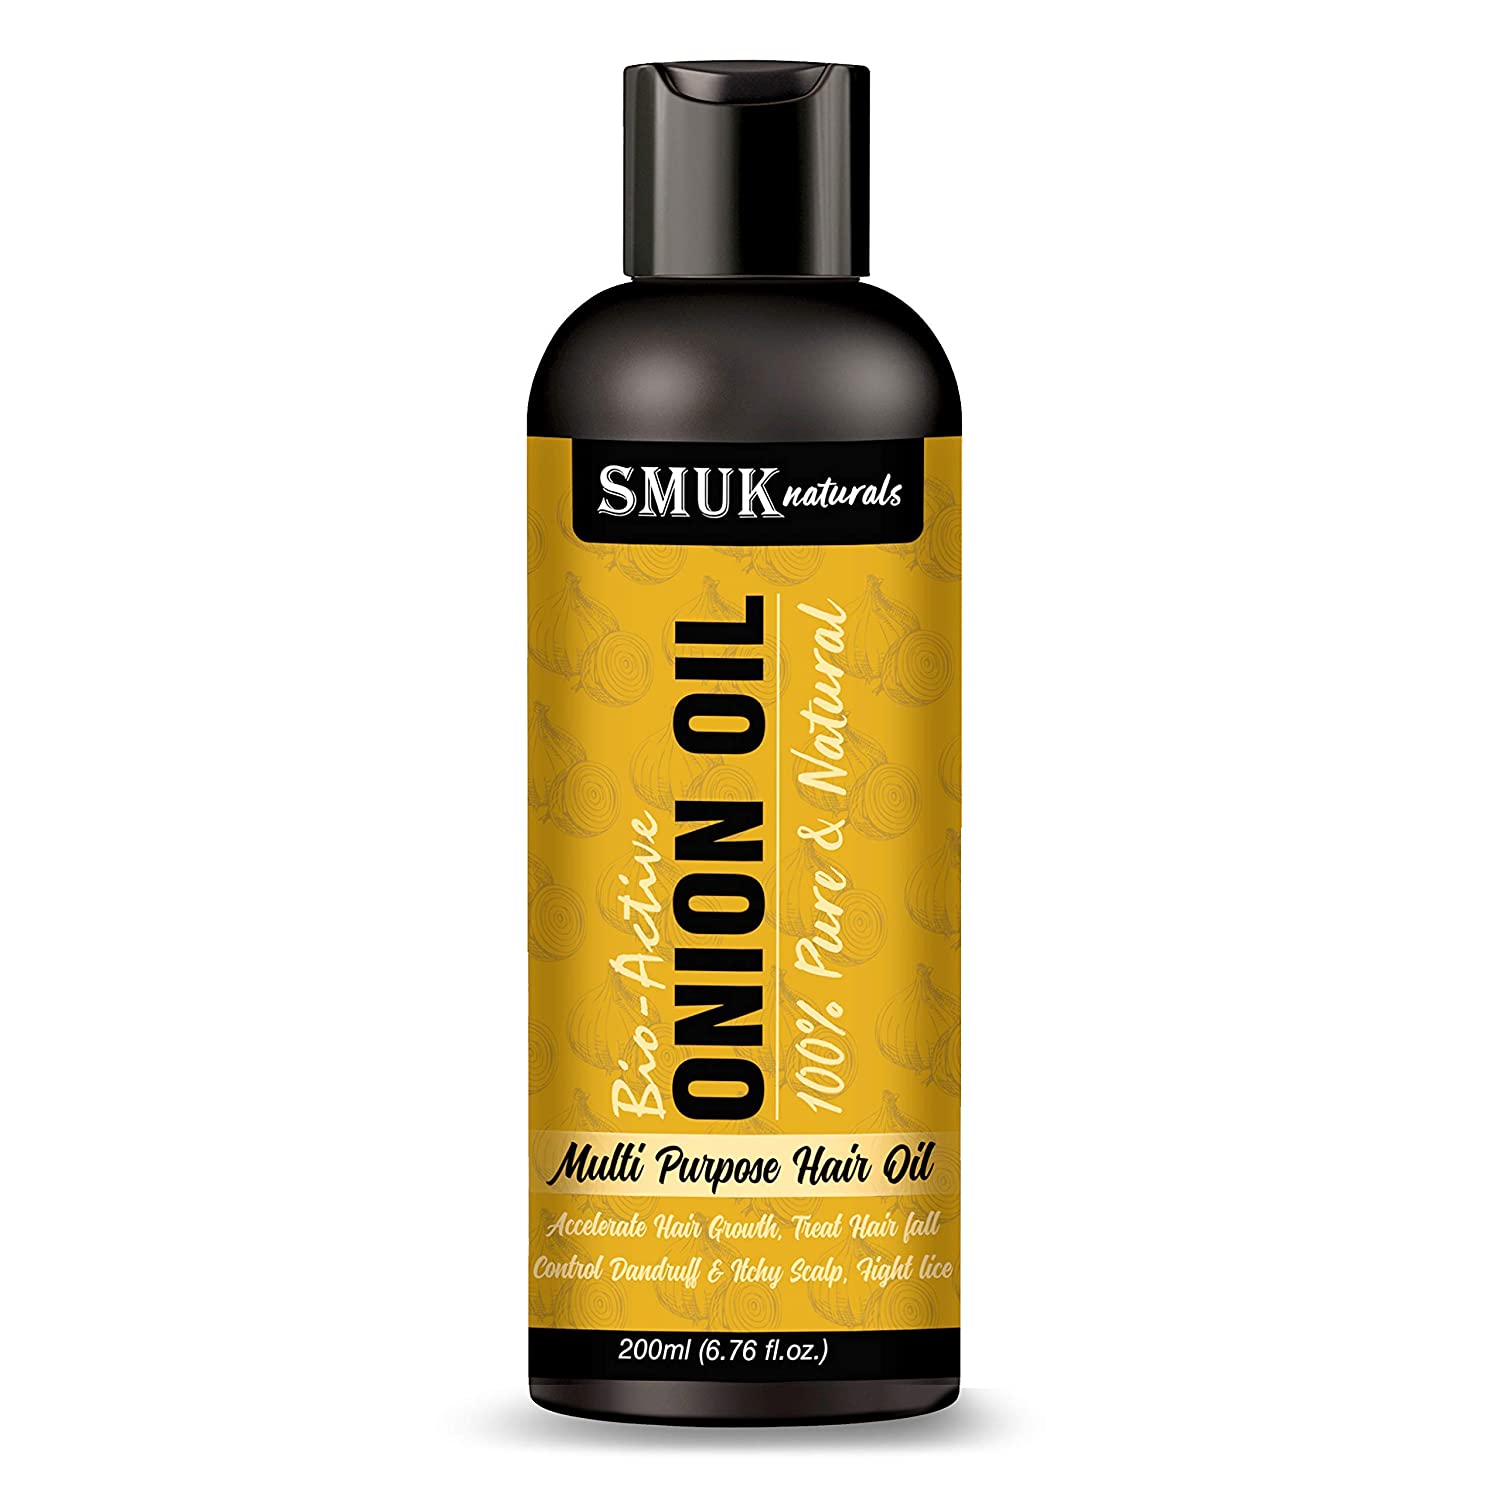 SMUK naturals
Bio-Active
ONION OIL
100% Pure & Natural
Multi Purpose Hair Oil
Accelerate Hair Growth, Treat Hair fall
Control Dandruff & Itchy Scalp, Fight lice
200ml (6.76 fl.oz.)